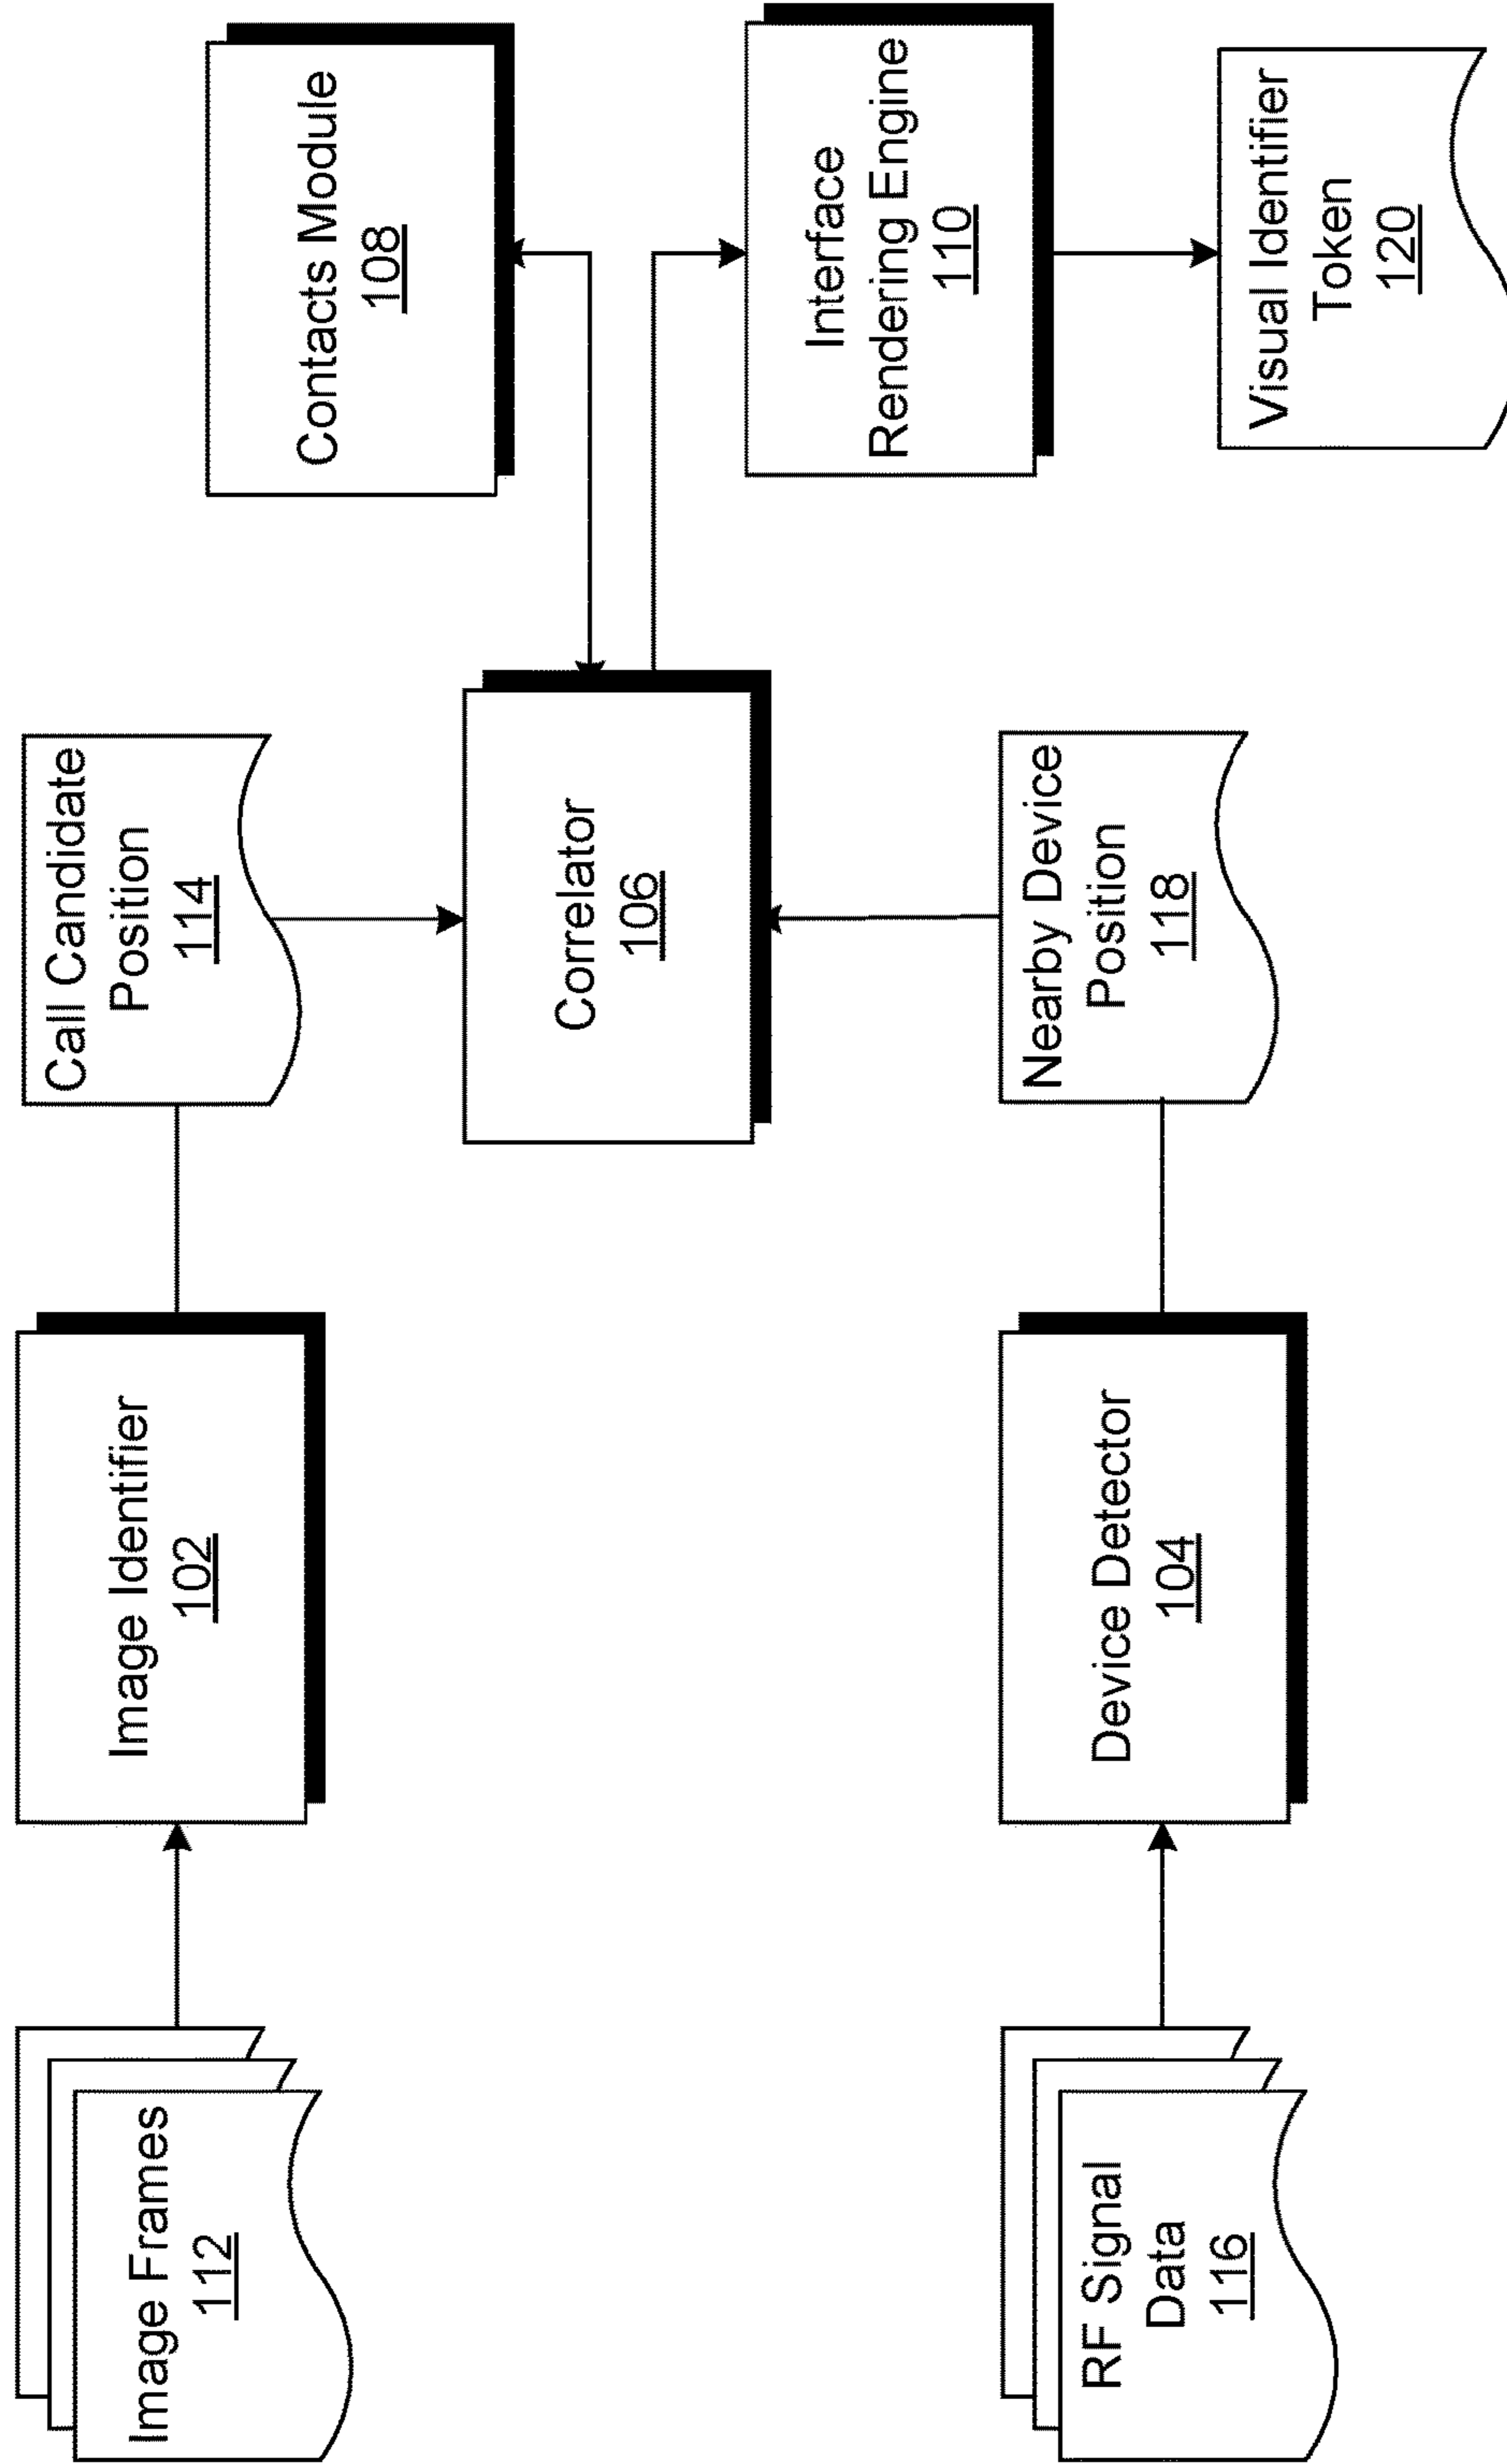 Image Frames
112
Image Identifier
102
Call Candidate
Position
114
Contacts Module
108
Correlator
106
Interface
Rendering Engine
110
RF Signal
Data
116
Device Detector
104
Nearby Device
Position
118
Visual Identifier
Token
120